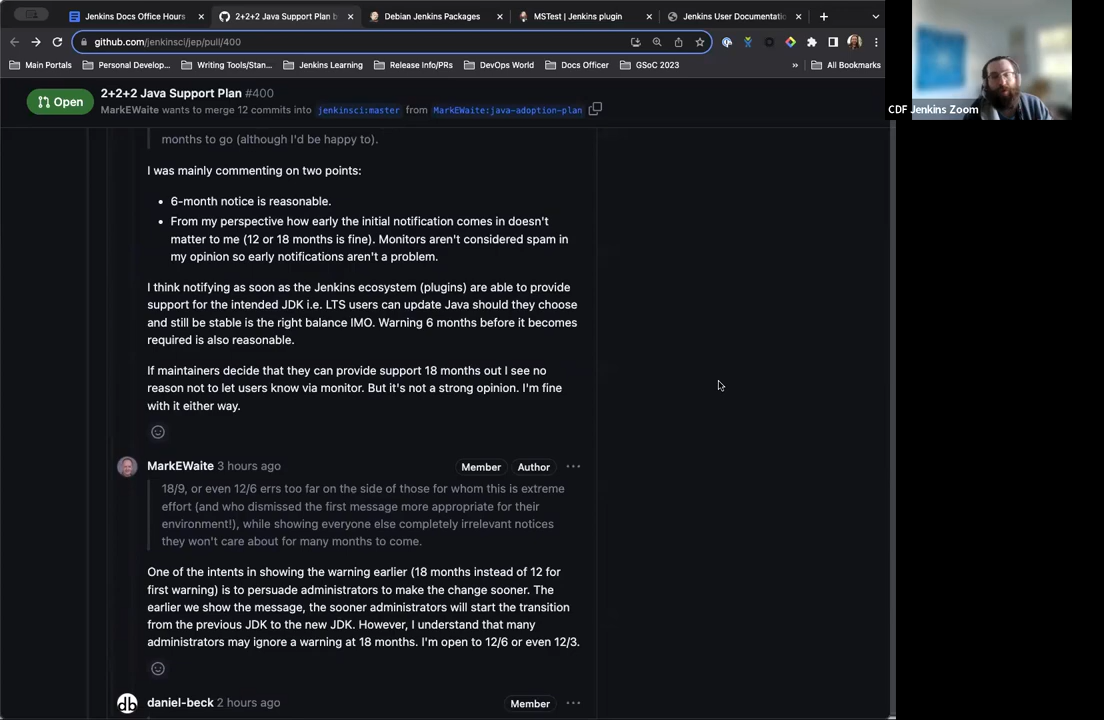 Jenkins Docs Office Hours
2+2+2 Java Support Plan b
Debian Jenkins Packages
MSTest | Jenkins plugin
Jenkins User Documentatio
github.com/jenkinsci/jep/pull/400
Main Portals
Personal Develop...
Writing Tools/Stan...
Jenkins Learning
Release Info/PRs
DevOps World
Docs Officer
GSoC 2023
»
All Bookmarks
Open
2+2+2 Java Support Plan #400
MarkEWaite wants to merge 12 commits into jenkinsci:master from MarkEWaite:java-adoption-plan
CDF Jenkins Zoom
months to go (although I'd be happy to).
I was mainly commenting on two points:
• 6-month notice is reasonable.
• From my perspective how early the initial notification comes in doesn't
matter to me (12 or 18 months is fine). Monitors aren't considered spam in
my opinion so early notifications aren't a problem.
I think notifying as soon as the Jenkins ecosystem (plugins) are able to provide
support for the intended JDK i.e. LTS users can update Java should they choose
and still be stable is the right balance IMO. Warning 6 months before it becomes
required is also reasonable.
If maintainers decide that they can provide support 18 months out I see no
reason not to let users know via monitor. But it's not a strong opinion. I'm fine
with it either way.
MarkEWaite 3 hours ago
Member
Author
18/9, or even 12/6 errs too far on the side of those for whom this is extreme
effort (and who dismissed the first message more appropriate for their
environment!), while showing everyone else completely irrelevant notices
they won't care about for many months to come.
One of the intents in showing the warning earlier (18 months instead of 12 for
first warning) is to persuade administrators to make the change sooner. The
earlier we show the message, the sooner administrators will start the transition
from the previous JDK to the new JDK. However, I understand that many
administrators may ignore a warning at 18 months. I'm open to 12/6 or even 12/3.
db
daniel-beck 2 hours ago
Member